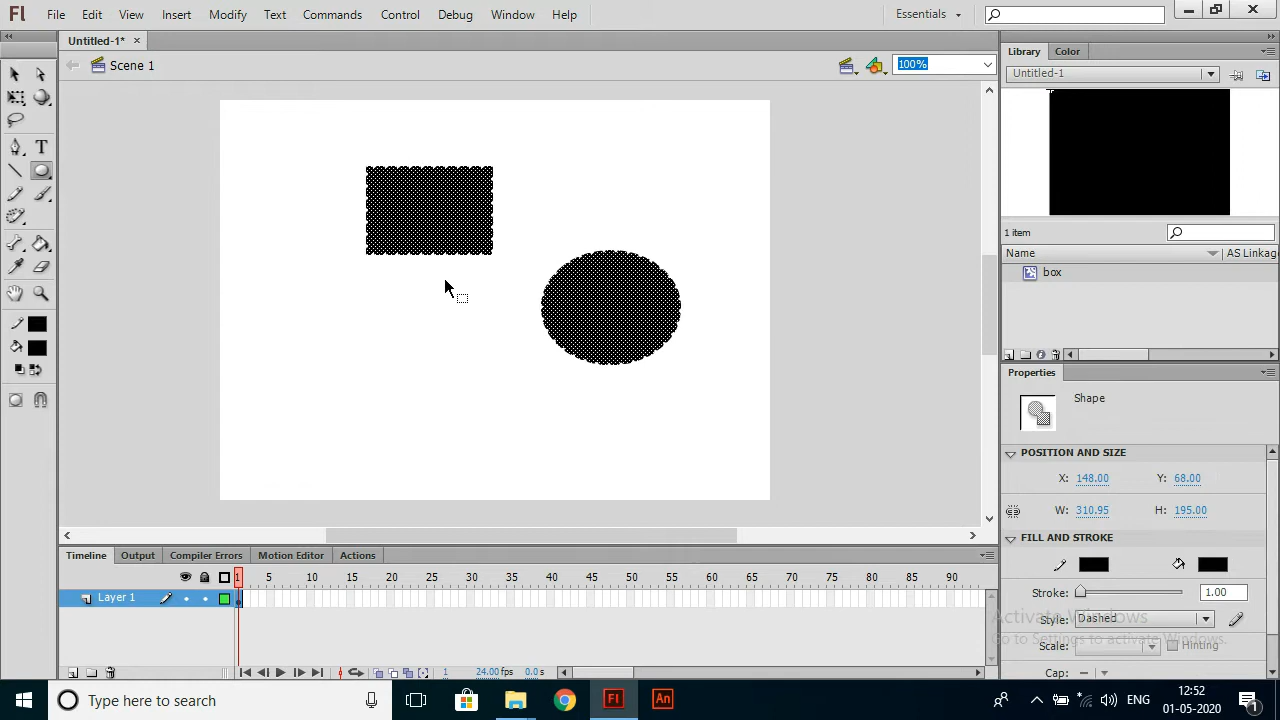 Fl File Edit View Insert Modify Text Commands Control Debug Window Help Essentials
Untitled-1* ×
Scene 1 100%
Library Color
Untitled-1
1 item
Name AS Linkag
box
Properties
Shape
POSITION AND SIZE
X: 148.00 Y: 68.00
W: 310.95 H: 195.00
FILL AND STROKE
Stroke: 1.00
Style: Dashed
Scale: Hinting
Cap:
Activate Windows
Go to Settings to activate Windows.
Timeline Output Compiler Errors Motion Editor Actions
1 5 10 15 20 25 30 35 40 45 50 55 60 65 70 75 80 85 90
Layer 1
1 24.00 fps 0.0 s
Type here to search
Fl An
ENG
12:52
01-05-2020
1